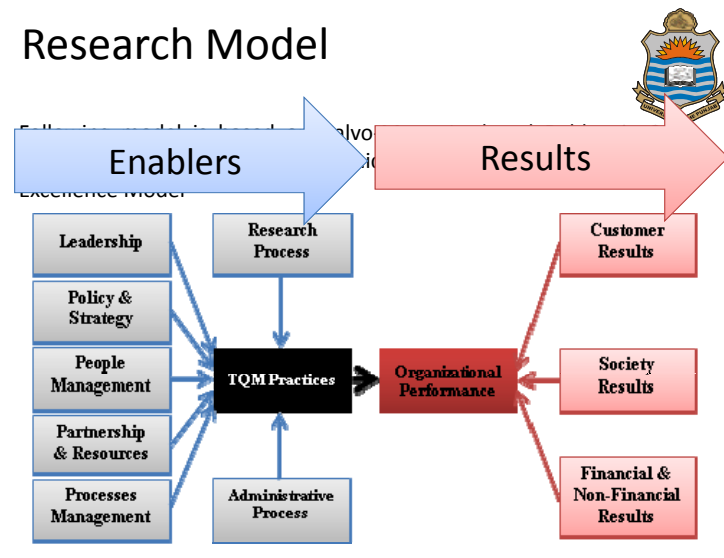 Research Model
Enablers
Results
Excellence Model
Leadership
Research
Process
Customer
Results
Policy &
Strategy
People
Management
TQM Practices
Organizational
Performance
Society
Results
Partnership
& Resources
Processes
Management
Administrative
Process
Financial &
Non-Financial
Results